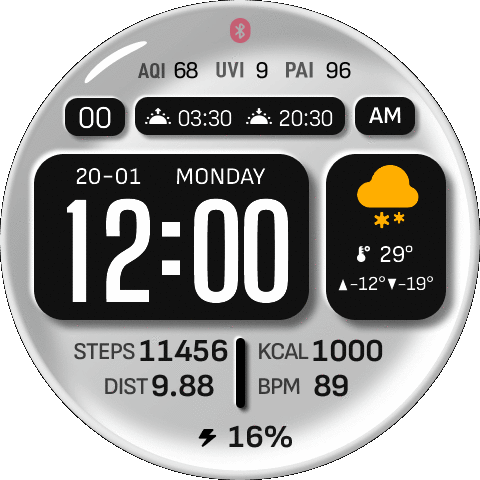 AQI 68 UVI 9 PAI 96
00 03:30 20:30 AM
20-01 MONDAY
12:00
29°
▲-12°▼-19°
STEPS 11456 KCAL 1000
DIST 9.88 BPM 89
16%